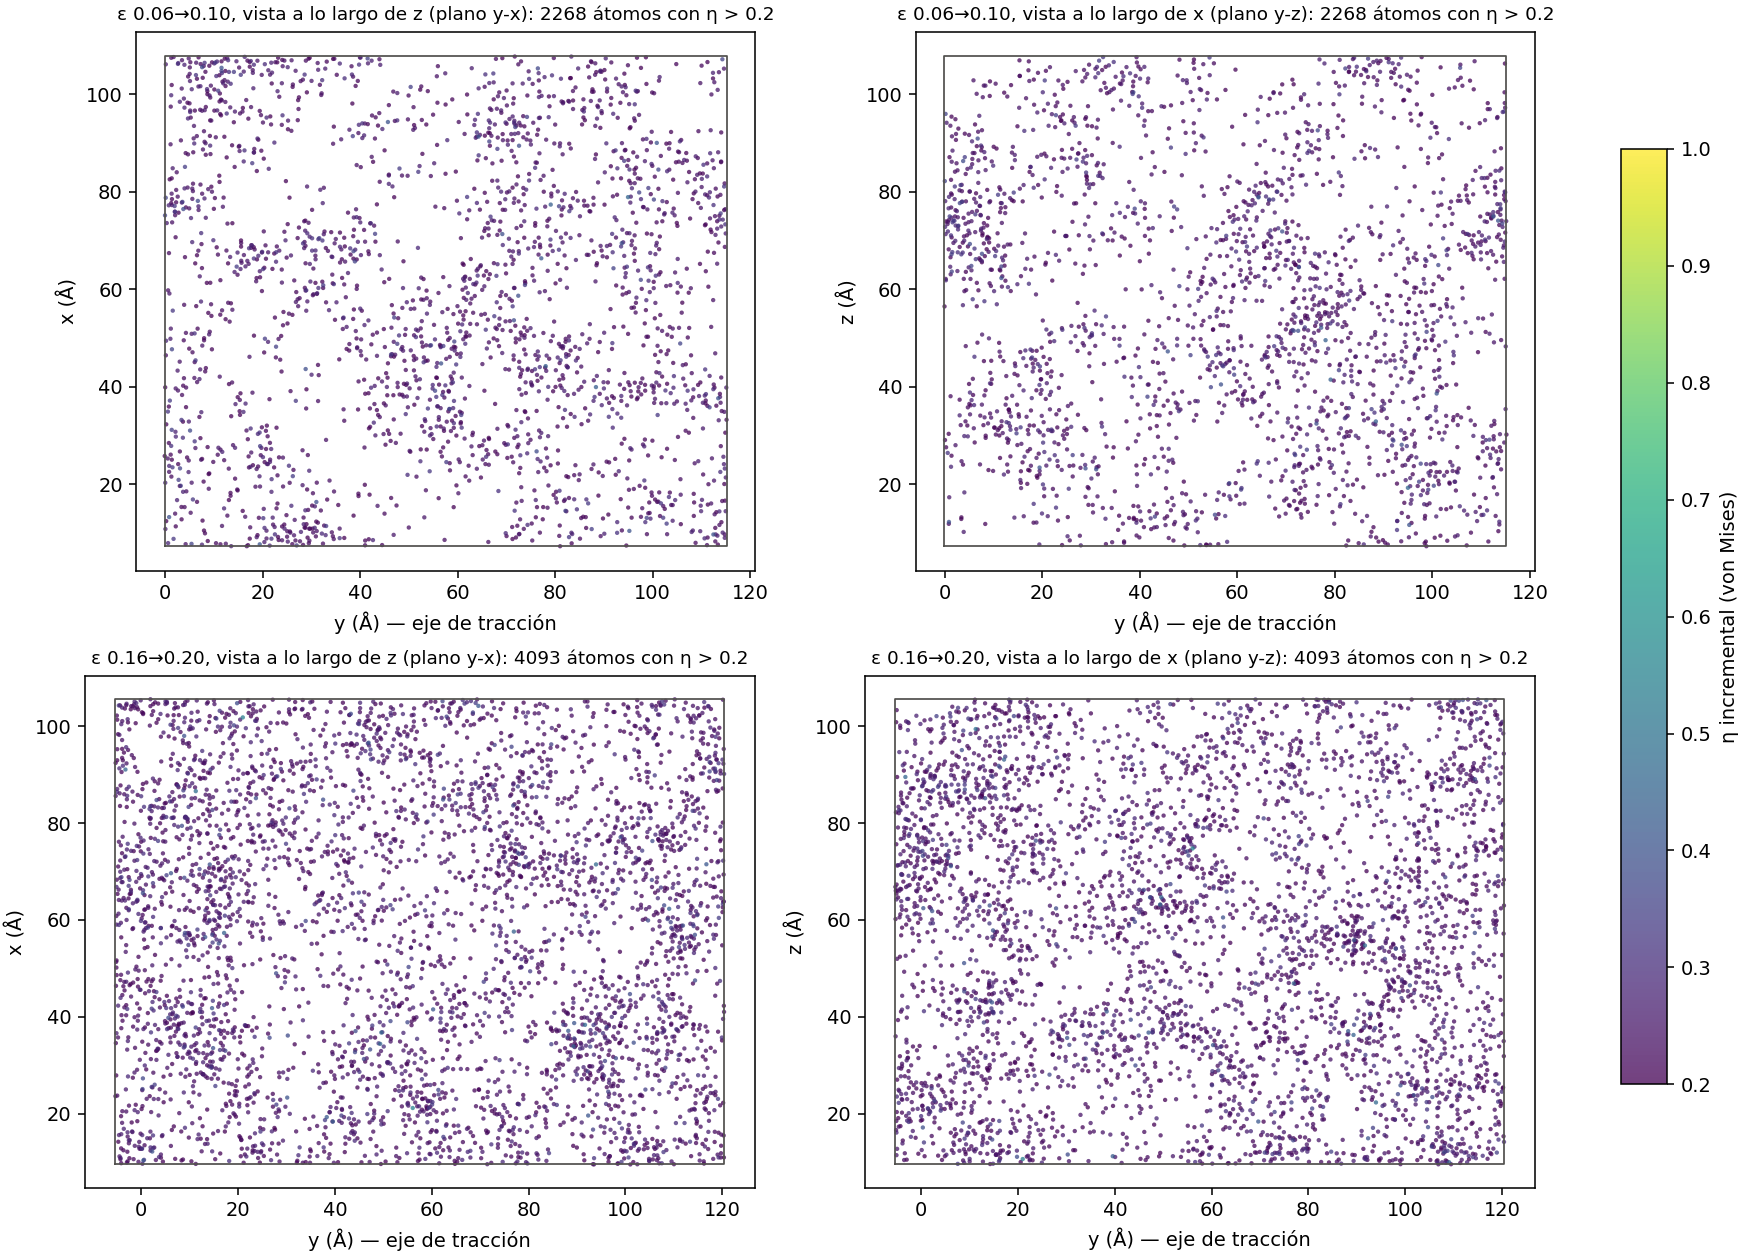 ε 0.06→0.10, vista a lo largo de z (plano y-x): 2268 átomos con η > 0.2
100
80
60
40
20
x (Å)
0 20 40 60 80 100 120
y (Å) — eje de tracción
ε 0.06→0.10, vista a lo largo de x (plano y-z): 2268 átomos con η > 0.2
100
80
60
40
20
z (Å)
0 20 40 60 80 100 120
y (Å) — eje de tracción
ε 0.16→0.20, vista a lo largo de z (plano y-x): 4093 átomos con η > 0.2
100
80
60
40
20
x (Å)
0 20 40 60 80 100 120
y (Å) — eje de tracción
ε 0.16→0.20, vista a lo largo de x (plano y-z): 4093 átomos con η > 0.2
100
80
60
40
20
z (Å)
0 20 40 60 80 100 120
y (Å) — eje de tracción
1.0
0.9
0.8
0.7
0.6
0.5
0.4
0.3
0.2
η incremental (von Mises)